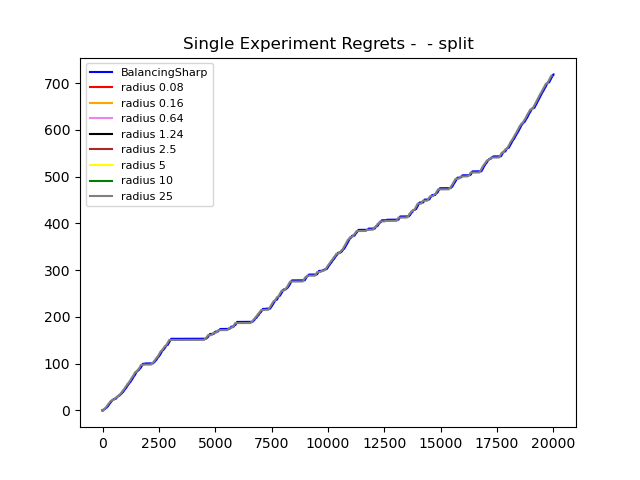 Single Experiment Regrets -  - split
BalancingSharp
radius 0.08
radius 0.16
radius 0.64
radius 1.24
radius 2.5
radius 5
radius 10
radius 25
700
600
500
400
300
200
100
0
0 2500 5000 7500 10000 12500 15000 17500 20000